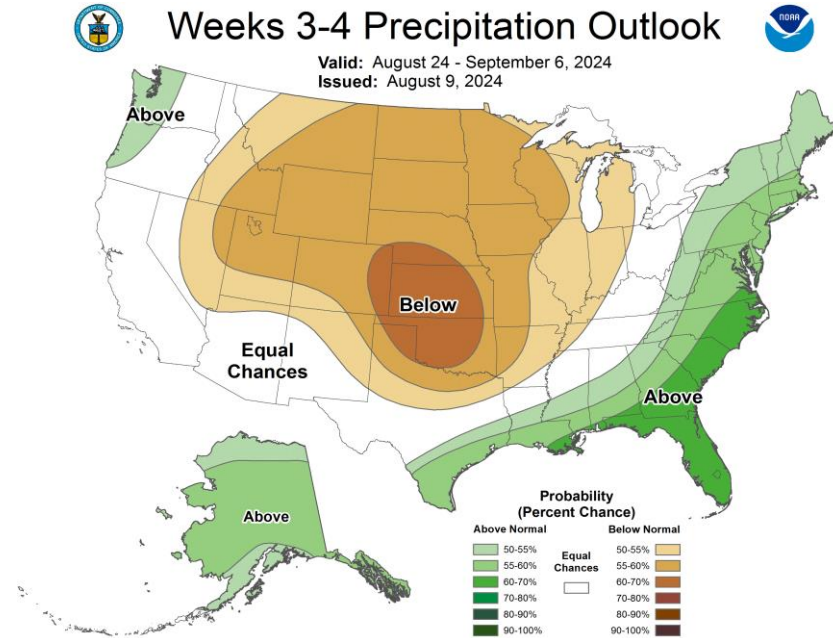 Weeks 3-4 Precipitation Outlook
NOAA
Valid: August 24 - September 6, 2024
Issued: August 9, 2024
Above
Below
Equal
Chances
Above
Above
Probability
(Percent Chance)
Above Normal
Below Normal
50-55%
55-60%
60-70%
70-80%
80-90%
90-100%
Equal
Chances
50-55%
55-60%
60-70%
70-80%
80-90%
90-100%